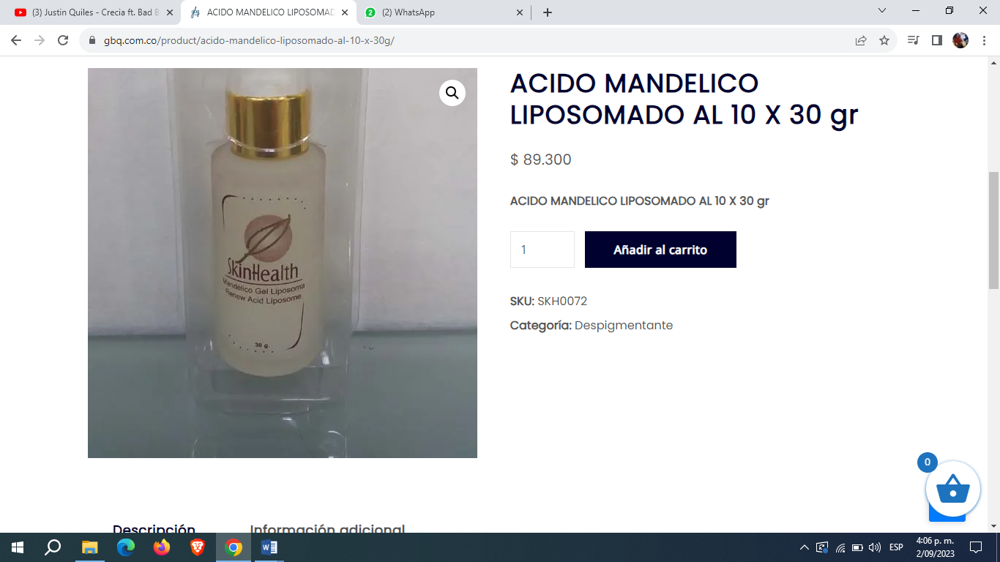 (3) Justin Quiles - Crecia ft. Bad B
ACIDO MANDELICO LIPOSOMAD
(2) WhatsApp
gbq.com.co/product/acido-mandelico-liposomado-al-10-x-30g/
ACIDO MANDELICO
LIPOSOMADO AL 10 X 30 gr
$ 89.300
ACIDO MANDELICO LIPOSOMADO AL 10 X 30 gr
1
Añadir al carrito
SKU: SKH0072
Categoría: Despigmentante
SkinHealth
Mandélico Gel Liposoma
Renew Acid Liposome
30 g.
0
Descripción
Información adicional
ESP
4:06 p. m.
2/09/2023